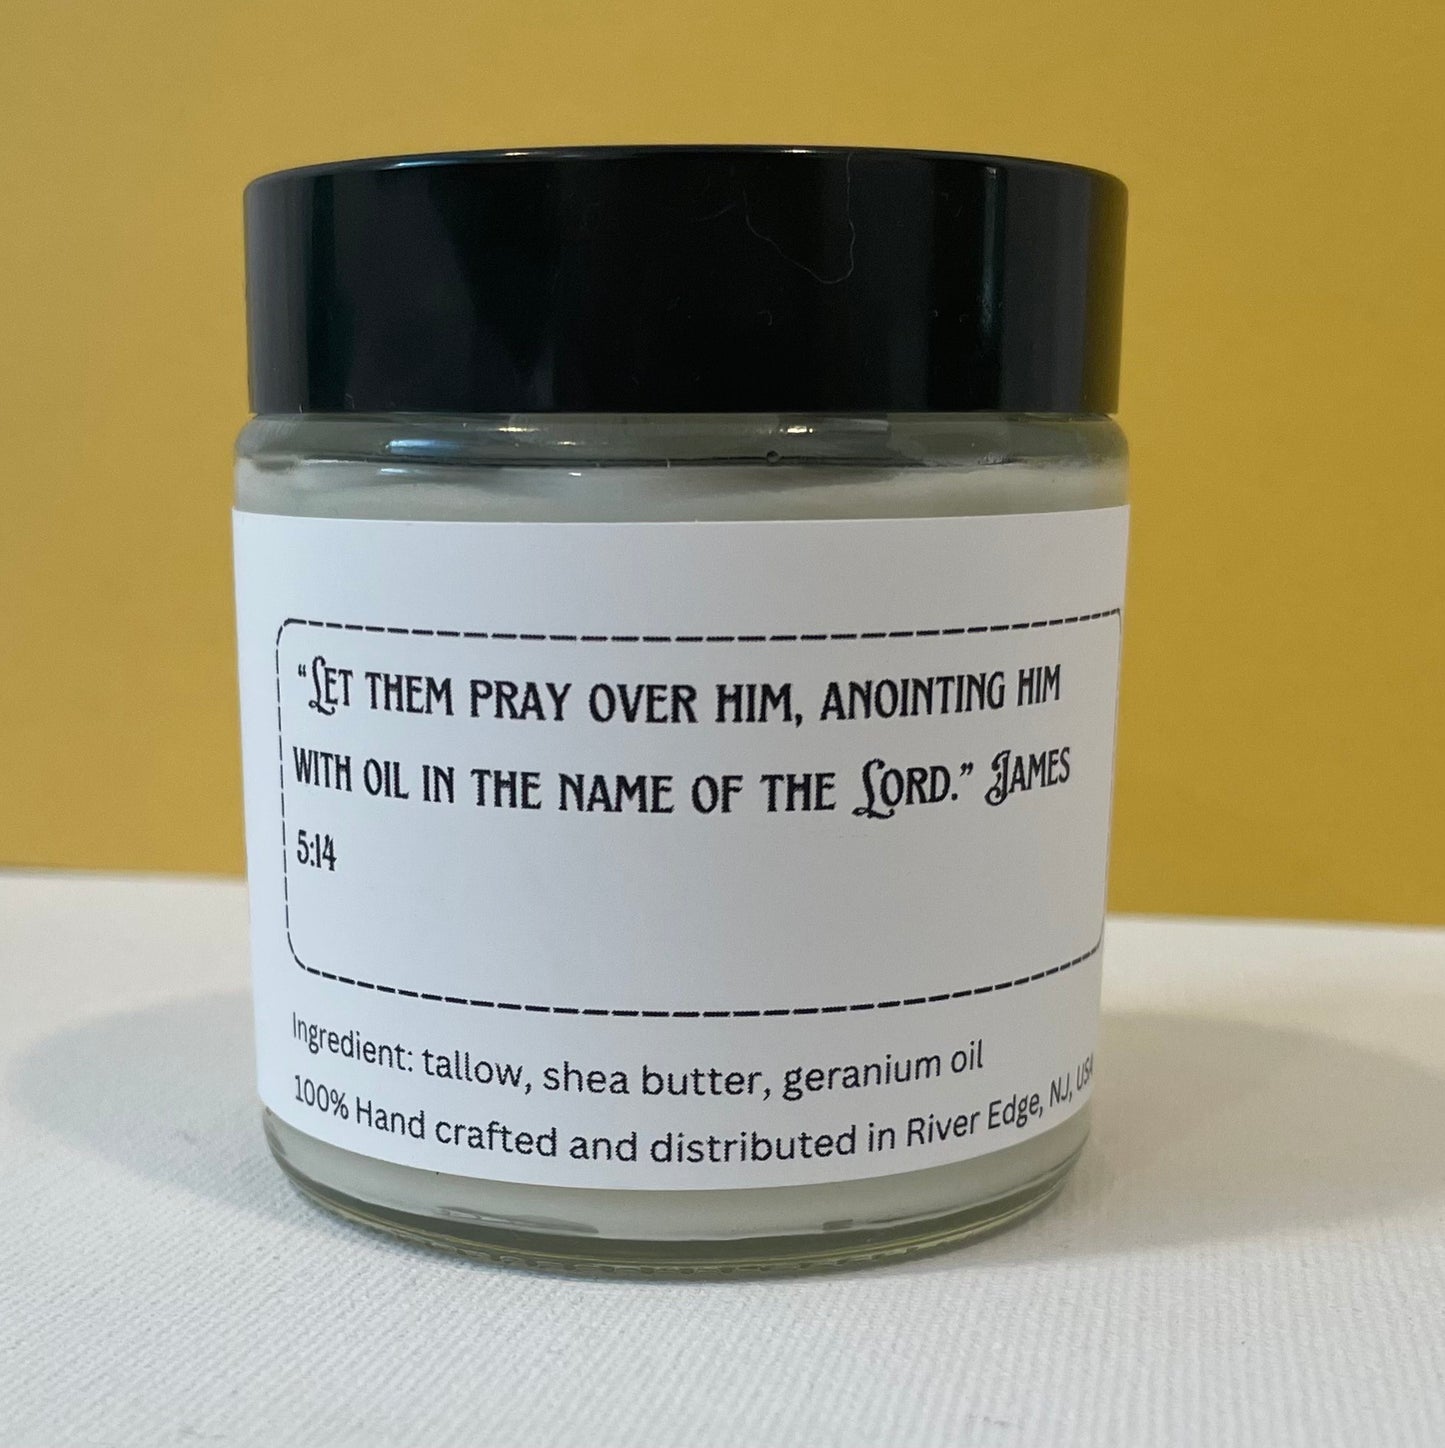 “Let them pray over him, anointing him
with oil in the name of the Lord.” James
5:14
Ingredient: tallow, shea butter, geranium oil
100% Hand crafted and distributed in River Edge, NJ, USA